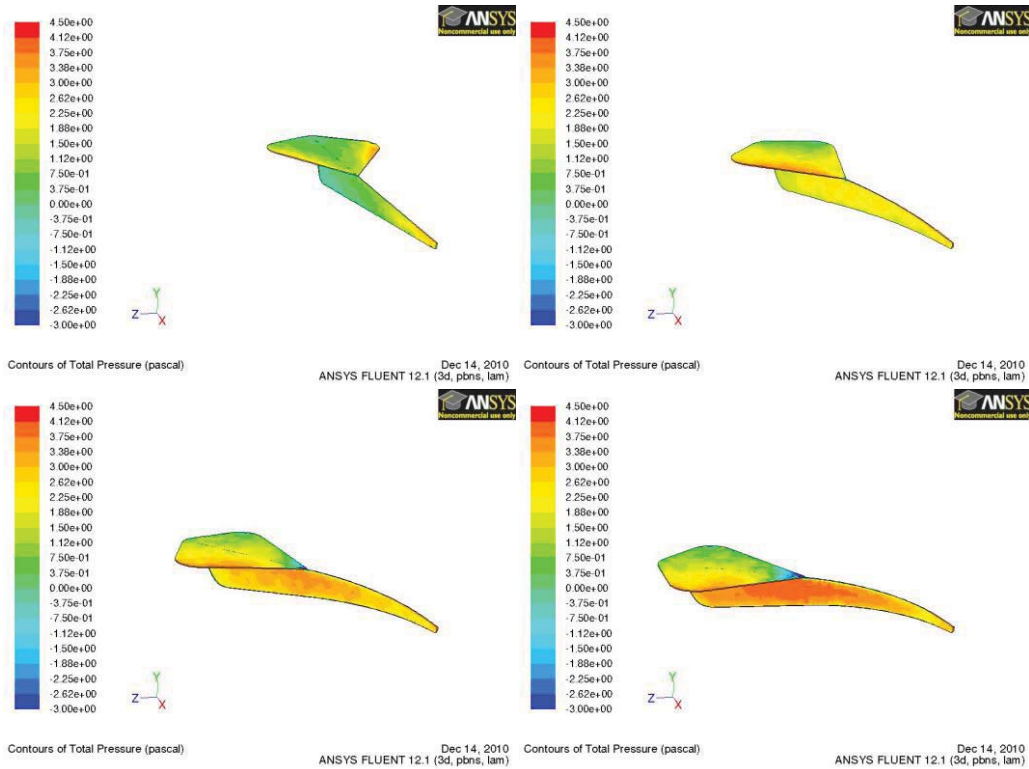 ANSYS
Noncommercial use only
4.50e+00
4.12e+00
3.75e+00
3.38e+00
3.00e+00
2.62e+00
2.25e+00
1.88e+00
1.50e+00
1.12e+00
7.50e-01
3.75e-01
0.00e+00
-3.75e-01
-7.50e-01
-1.12e+00
-1.50e+00
-1.88e+00
-2.25e+00
-2.62e+00
-3.00e+00
Y
Z
X
Contours of Total Pressure (pascal)
Dec 14, 2010
ANSYS FLUENT 12.1 (3d, pbns, lam)
ANSYS
Noncommercial use only
4.50e+00
4.12e+00
3.75e+00
3.38e+00
3.00e+00
2.62e+00
2.25e+00
1.88e+00
1.50e+00
1.12e+00
7.50e-01
3.75e-01
0.00e+00
-3.75e-01
-7.50e-01
-1.12e+00
-1.50e+00
-1.88e+00
-2.25e+00
-2.62e+00
-3.00e+00
Y
Z
X
Contours of Total Pressure (pascal)
Dec 14, 2010
ANSYS FLUENT 12.1 (3d, pbns, lam)
ANSYS
Noncommercial use only
4.50e+00
4.12e+00
3.75e+00
3.38e+00
3.00e+00
2.62e+00
2.25e+00
1.88e+00
1.50e+00
1.12e+00
7.50e-01
3.75e-01
0.00e+00
-3.75e-01
-7.50e-01
-1.12e+00
-1.50e+00
-1.88e+00
-2.25e+00
-2.62e+00
-3.00e+00
Y
Z
X
Contours of Total Pressure (pascal)
Dec 14, 2010
ANSYS FLUENT 12.1 (3d, pbns, lam)
ANSYS
Noncommercial use only
4.50e+00
4.12e+00
3.75e+00
3.38e+00
3.00e+00
2.62e+00
2.25e+00
1.88e+00
1.50e+00
1.12e+00
7.50e-01
3.75e-01
0.00e+00
-3.75e-01
-7.50e-01
-1.12e+00
-1.50e+00
-1.88e+00
-2.25e+00
-2.62e+00
-3.00e+00
Y
Z
X
Contours of Total Pressure (pascal)
Dec 14, 2010
ANSYS FLUENT 12.1 (3d, pbns, lam)